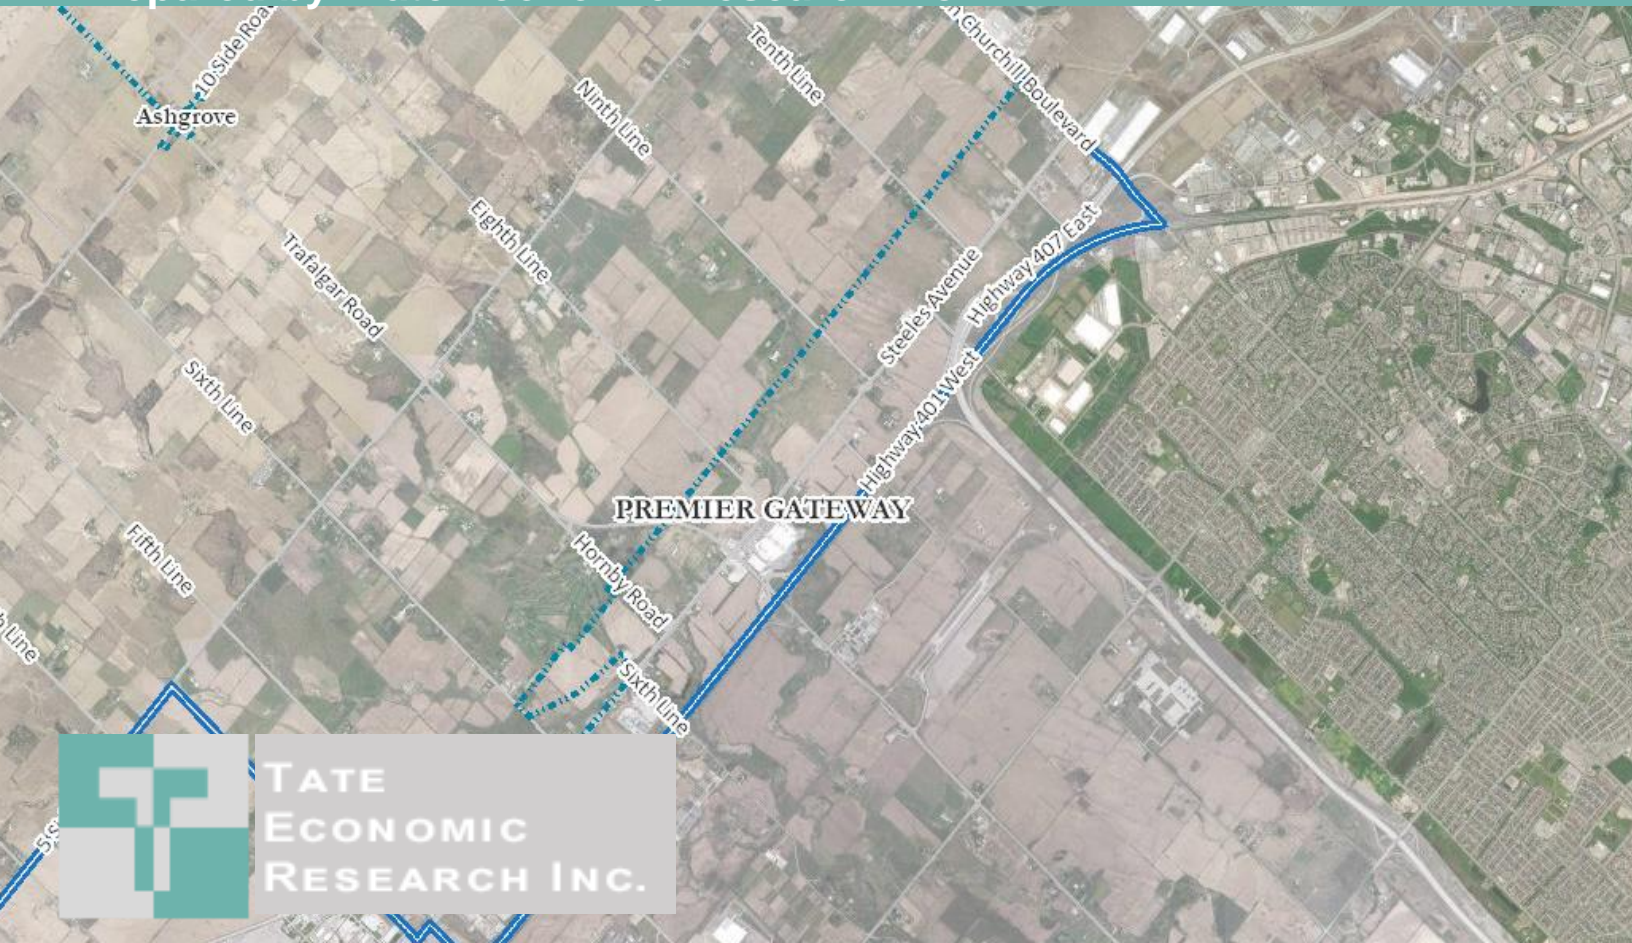 10 Side Road
Ashgrove
Tenth Line
Churchill Boulevard
Ninth Line
Eighth Line
Trafalgar Road
Highway 407 East
Steeles Avenue
Sixth Line
Highway 401 West
PREMIER GATEWAY
Fifth Line
Hornby Road
Line
Sixth Line
TATE
ECONOMIC
RESEARCH INC.